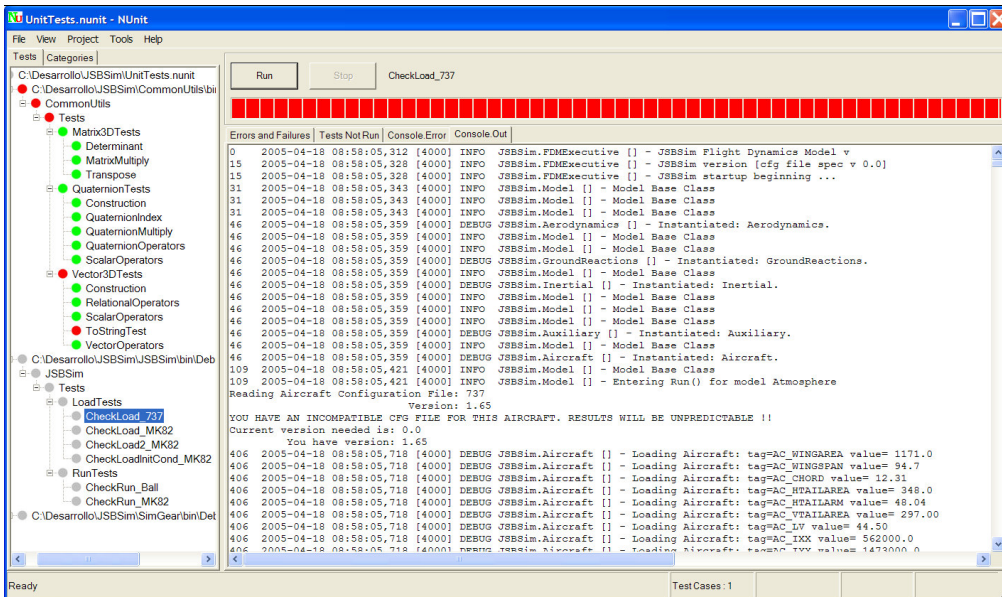 UnitTests.nunit - NUnit
File View Project Tools Help
Tests Categories
C:\Desarrollo\JSBSim\UnitTests.nunit
C:\Desarrollo\JSBSim\CommonUtils\bin
CommonUtils
Tests
Matrix3DTests
Determinant
MatrixMultiply
Transpose
QuaternionTests
Construction
QuaternionIndex
QuaternionMultiply
QuaternionOperators
ScalarOperators
Vector3DTests
Construction
RelationalOperators
ScalarOperators
ToStringTest
VectorOperators
C:\Desarrollo\JSBSim\JSBSim\bin\Deb
JSBSim
Tests
LoadTests
CheckLoad_737
CheckLoad_MK82
CheckLoad2_MK82
CheckLoadInitCond_MK82
RunTests
CheckRun_Ball
CheckRun_MK82
C:\Desarrollo\JSBSim\SimGear\bin\Det
Run Stop CheckLoad_737
Errors and Failures Tests Not Run Console.Error Console.Out
0 2005-04-18 08:58:05,312 [4000] INFO JSBSim.FDMExecutive [] - JSBSim Flight Dynamics Model v
15 2005-04-18 08:58:05,328 [4000] INFO JSBSim.FDMExecutive [] - JSBSim version [cfg file spec v 0.0]
15 2005-04-18 08:58:05,328 [4000] INFO JSBSim.FDMExecutive [] - JSBSim startup beginning ...
31 2005-04-18 08:58:05,343 [4000] INFO JSBSim.Model [] - Model Base Class
31 2005-04-18 08:58:05,343 [4000] INFO JSBSim.Model [] - Model Base Class
31 2005-04-18 08:58:05,343 [4000] INFO JSBSim.Model [] - Model Base Class
46 2005-04-18 08:58:05,359 [4000] DEBUG JSBSim.Aerodynamics [] - Instantiated: Aerodynamics.
46 2005-04-18 08:58:05,359 [4000] INFO JSBSim.Model [] - Model Base Class
46 2005-04-18 08:58:05,359 [4000] INFO JSBSim.Model [] - Model Base Class
46 2005-04-18 08:58:05,359 [4000] DEBUG JSBSim.GroundReactions [] - Instantiated: GroundReactions.
46 2005-04-18 08:58:05,359 [4000] INFO JSBSim.Model [] - Model Base Class
46 2005-04-18 08:58:05,359 [4000] DEBUG JSBSim.Inertial [] - Instantiated: Inertial.
46 2005-04-18 08:58:05,359 [4000] INFO JSBSim.Model [] - Model Base Class
46 2005-04-18 08:58:05,359 [4000] INFO JSBSim.Model [] - Model Base Class
46 2005-04-18 08:58:05,359 [4000] INFO JSBSim.Model [] - Model Base Class
46 2005-04-18 08:58:05,359 [4000] DEBUG JSBSim.Auxiliary [] - Instantiated: Auxiliary.
46 2005-04-18 08:58:05,359 [4000] INFO JSBSim.Model [] - Model Base Class
46 2005-04-18 08:58:05,359 [4000] DEBUG JSBSim.Aircraft [] - Instantiated: Aircraft.
109 2005-04-18 08:58:05,421 [4000] INFO JSBSim.Model [] - Model Base Class
109 2005-04-18 08:58:05,421 [4000] INFO JSBSim.Model [] - Entering Run() for model Atmosphere
Reading Aircraft Configuration File: 737
Version: 1.65
YOU HAVE AN INCOMPATIBLE CFG FILE FOR THIS AIRCRAFT. RESULTS WILL BE UNPREDICTABLE !!
Current version needed is: 0.0
You have version: 1.65
406 2005-04-18 08:58:05,718 [4000] DEBUG JSBSim.Aircraft [] - Loading Aircraft: tag=AC_WINGAREA value= 1171.0
406 2005-04-18 08:58:05,718 [4000] DEBUG JSBSim.Aircraft [] - Loading Aircraft: tag=AC_WINGSPAN value= 94.7
406 2005-04-18 08:58:05,718 [4000] DEBUG JSBSim.Aircraft [] - Loading Aircraft: tag=AC_CHORD value= 12.31
406 2005-04-18 08:58:05,718 [4000] DEBUG JSBSim.Aircraft [] - Loading Aircraft: tag=AC_HTAILAREA value= 348.0
406 2005-04-18 08:58:05,718 [4000] DEBUG JSBSim.Aircraft [] - Loading Aircraft: tag=AC_HTAILARM value= 48.04
406 2005-04-18 08:58:05,718 [4000] DEBUG JSBSim.Aircraft [] - Loading Aircraft: tag=AC_VTAILAREA value= 297.00
406 2005-04-18 08:58:05,718 [4000] DEBUG JSBSim.Aircraft [] - Loading Aircraft: tag=AC_LV value= 44.50
406 2005-04-18 08:58:05,718 [4000] DEBUG JSBSim.Aircraft [] - Loading Aircraft: tag=AC_IXX value= 562000.0
406 2005-04-18 08:58:05,718 [4000] DEBUG JSBSim.Aircraft [] - Loading Aircraft: tag=AC_IYY value= 1473000.0
Ready
Test Cases : 1